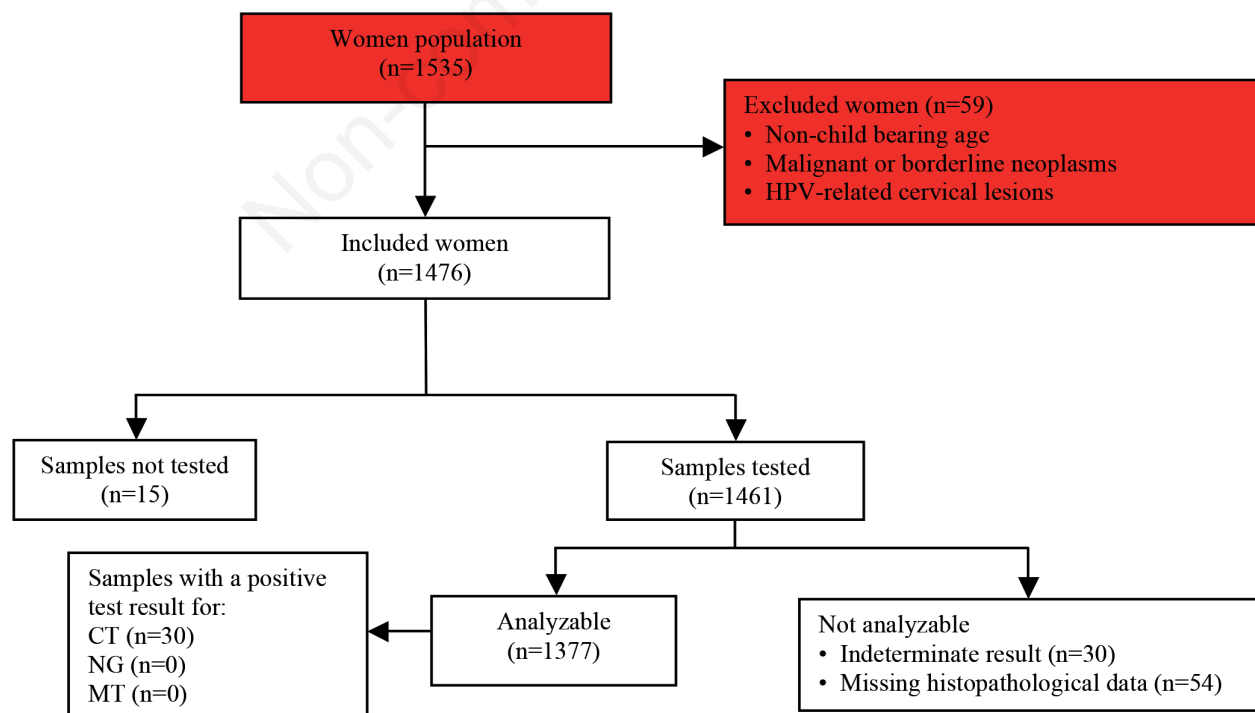 Women population
(n=1535)
Excluded women (n=59)
• Non-child bearing age
• Malignant or borderline neoplasms
• HPV-related cervical lesions
Included women
(n=1476)
Samples not tested
(n=15)
Samples tested
(n=1461)
Samples with a positive
test result for:
CT (n=30)
NG (n=0)
MT (n=0)
Analyzable
(n=1377)
Not analyzable
• Indeterminate result (n=30)
• Missing histopathological data (n=54)
Non-com